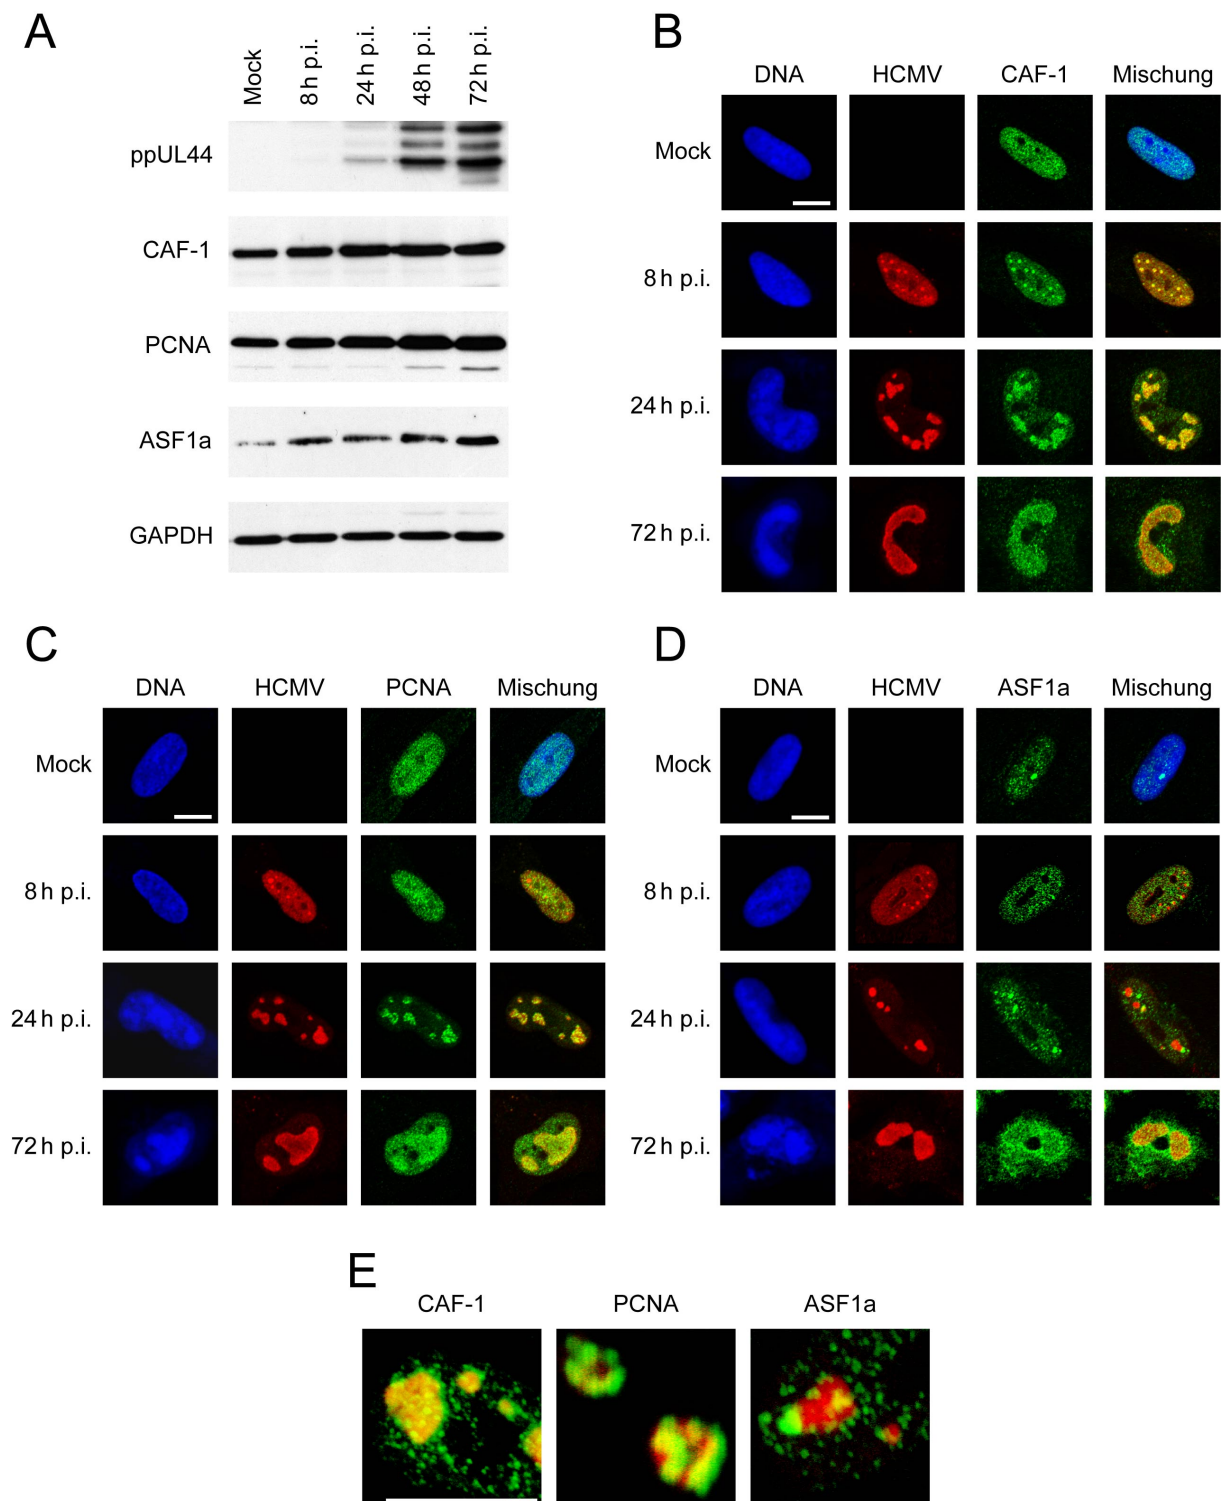 A
Mock
8 h p.i.
24 h p.i.
48 h p.i.
72 h p.i.
ppUL44
CAF-1
PCNA
ASF1a
GAPDH
B
DNA HCMV CAF-1 Mischung
Mock
8 h p.i.
24 h p.i.
72 h p.i.
C
DNA HCMV PCNA Mischung
Mock
8 h p.i.
24 h p.i.
72 h p.i.
D
DNA HCMV ASF1a Mischung
Mock
8 h p.i.
24 h p.i.
72 h p.i.
E
CAF-1 PCNA ASF1a